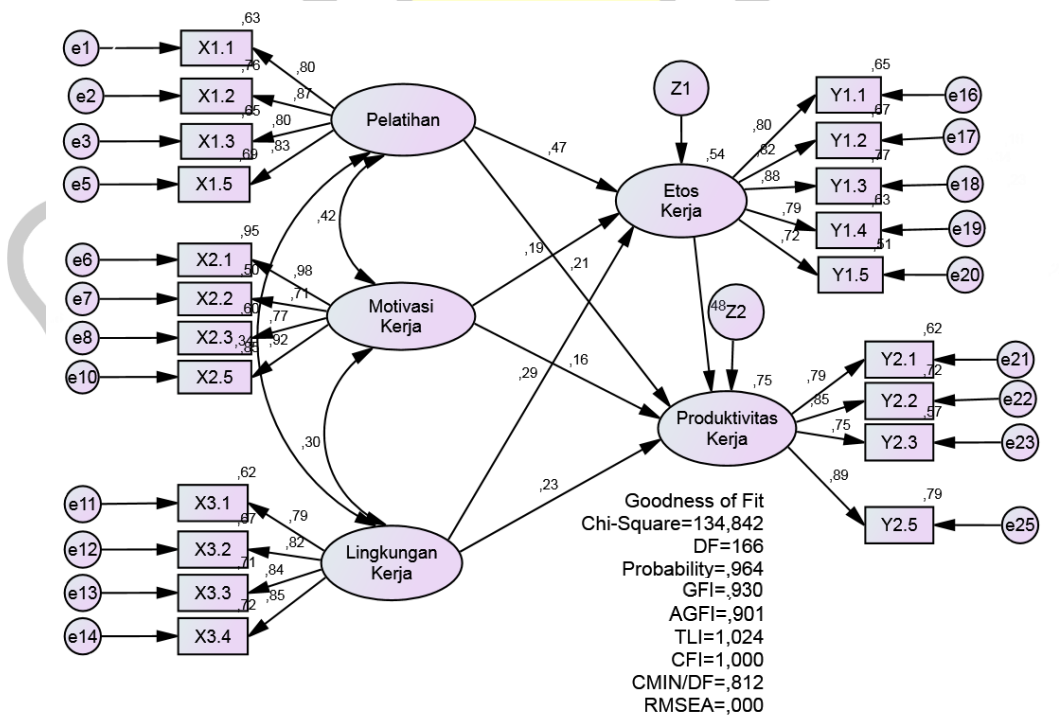 ,63
e1
X1.1
,80
,76
e2
X1.2
,87
,65
e3
X1.3
,80
,69
e5
X1.5
,83
Pelatihan
,95
e6
X2.1
,98
,50
e7
X2.2
,71
,60
e8
X2.3
,77
,34
,85
e10
X2.5
,92
Motivasi
Kerja
,42
,30
,62
e11
X3.1
,79
,67
e12
X3.2
,82
,71
e13
X3.3
,84
,72
e14
X3.4
,85
Lingkungan
Kerja
,47
,19
,21
,29
,16
,23
Z1
,54
Etos
Kerja
,48
Z2
,75
Produktivitas
Kerja
,65
,80
Y1.1
e16
,67
,82
Y1.2
e17
,77
,88
Y1.3
e18
,63
,79
Y1.4
e19
,51
,72
Y1.5
e20
,62
,79
Y2.1
e21
,72
,85
Y2.2
e22
,57
,75
Y2.3
e23
,89
,79
Y2.5
e25
Goodness of Fit
Chi-Square=134,842
DF=166
Probability=,964
GFI=,930
AGFI=,901
TLI=1,024
CFI=1,000
CMIN/DF=,812
RMSEA=,000